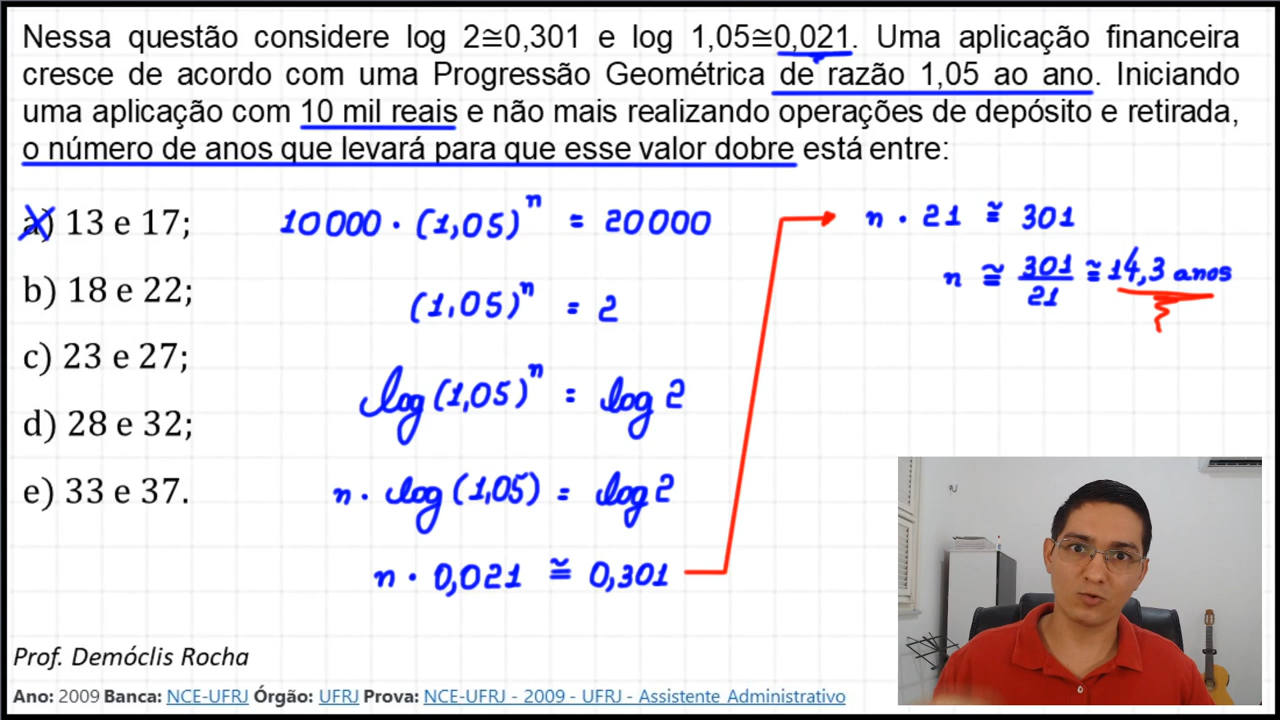 Nessa questão considere log 2≅0,301 e log 1,05≅0,021. Uma aplicação financeira
cresce de acordo com uma Progressão Geométrica de razão 1,05 ao ano. Iniciando
uma aplicação com 10 mil reais e não mais realizando operações de depósito e retirada,
o número de anos que levará para que esse valor dobre está entre:
a) 13 e 17;
b) 18 e 22;
c) 23 e 27;
d) 28 e 32;
e) 33 e 37.
10000 · (1,05)^n = 20000
(1,05)^n = 2
log (1,05)^n = log 2
n · log (1,05) = log 2
n · 0,021 ≅ 0,301
n · 21 ≅ 301
n ≅ 301/21 ≅ 14,3 anos
Prof. Demóclis Rocha
Ano: 2009 Banca: NCE-UFRJ Órgão: UFRJ Prova: NCE-UFRJ - 2009 - UFRJ - Assistente Administrativo